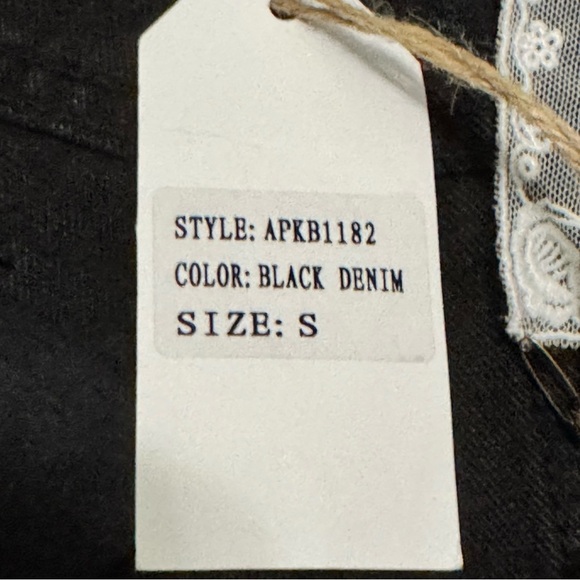 STYLE: APKB1182
COLOR: BLACK DENIM
SIZE: S